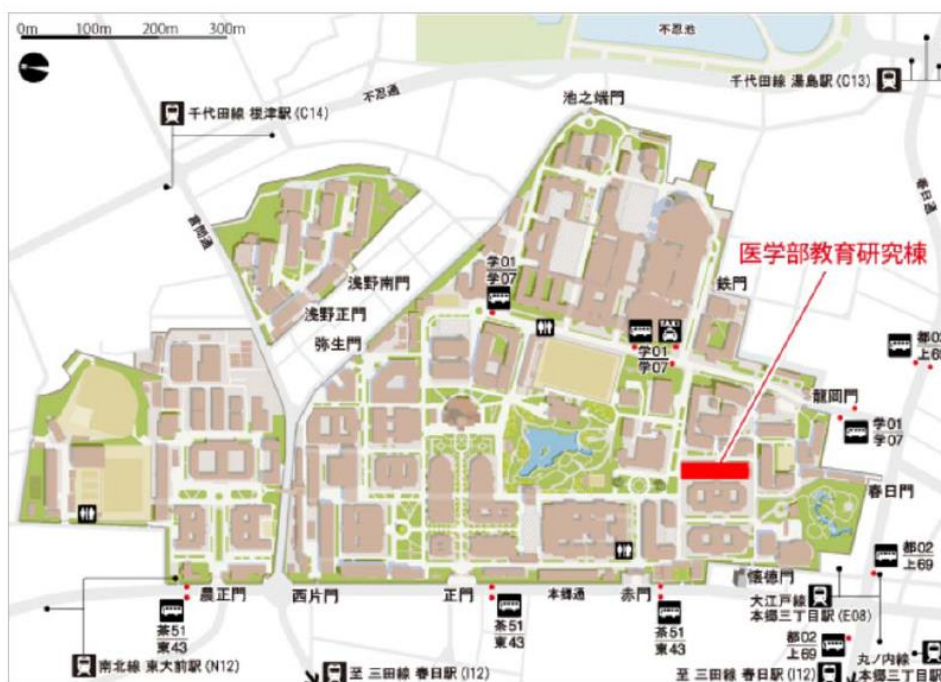 0m 100m 200m 300m
不忍池
千代田線 湯島駅(C13)
不忍通
池之端門
千代田線 根津駅(C14)
春日通
言問通
医学部教育研究棟
学01
学07
浅野南門
鉄門
浅野正門
弥生門
TAXI
学01
学07
都02
上69
龍岡門
学01
学07
春日門
都02
上69
懐徳門
農正門
西片門
正門
本郷通
赤門
大江戸線
本郷三丁目駅(E08)
茶51
東43
茶51
東43
茶51
東43
都02
上69
南北線 東大前駅(N12)
至 三田線 春日駅(I12)
至 三田線 春日駅(I12)
丸ノ内線
本郷三丁目駅